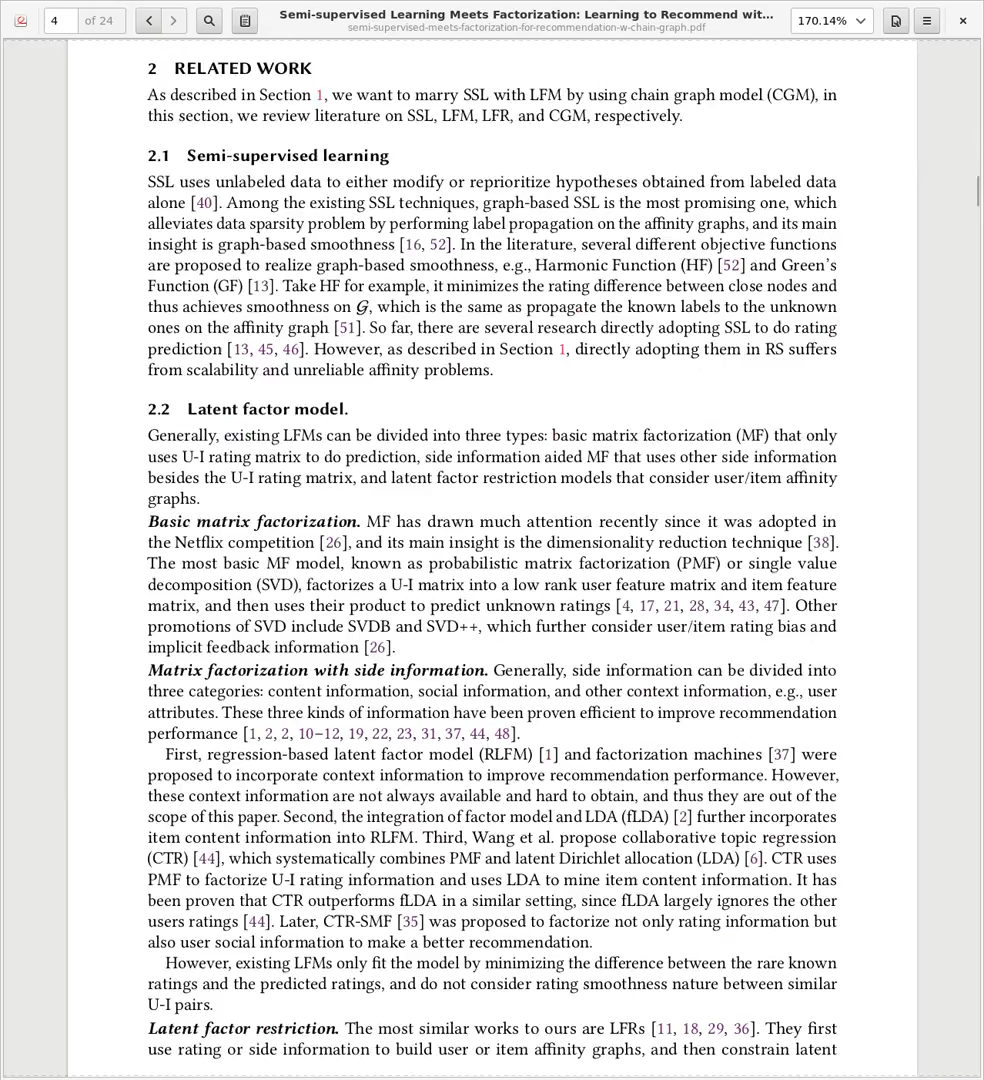 4 of 24
Semi-supervised Learning Meets Factorization: Learning to Recommend wit...
semi-supervised-meets-factorization-for-recommendation-w-chain-graph.pdf
170.14%
2 RELATED WORK
As described in Section 1, we want to marry SSL with LFM by using chain graph model (CGM), in
this section, we review literature on SSL, LFM, LFR, and CGM, respectively.
2.1 Semi-supervised learning
SSL uses unlabeled data to either modify or reprioritize hypotheses obtained from labeled data
alone [40]. Among the existing SSL techniques, graph-based SSL is the most promising one, which
alleviates data sparsity problem by performing label propagation on the affinity graphs, and its main
insight is graph-based smoothness [16, 52]. In the literature, several different objective functions
are proposed to realize graph-based smoothness, e.g., Harmonic Function (HF) [52] and Green's
Function (GF) [13]. Take HF for example, it minimizes the rating difference between close nodes and
thus achieves smoothness on 𝒢, which is the same as propagate the known labels to the unknown
ones on the affinity graph [51]. So far, there are several research directly adopting SSL to do rating
prediction [13, 45, 46]. However, as described in Section 1, directly adopting them in RS suffers
from scalability and unreliable affinity problems.
2.2 Latent factor model.
Generally, existing LFMs can be divided into three types: basic matrix factorization (MF) that only
uses U-I rating matrix to do prediction, side information aided MF that uses other side information
besides the U-I rating matrix, and latent factor restriction models that consider user/item affinity
graphs.
Basic matrix factorization. MF has drawn much attention recently since it was adopted in
the Netflix competition [26], and its main insight is the dimensionality reduction technique [38].
The most basic MF model, known as probabilistic matrix factorization (PMF) or single value
decomposition (SVD), factorizes a U-I matrix into a low rank user feature matrix and item feature
matrix, and then uses their product to predict unknown ratings [4, 17, 21, 28, 34, 43, 47]. Other
promotions of SVD include SVDB and SVD++, which further consider user/item rating bias and
implicit feedback information [26].
Matrix factorization with side information. Generally, side information can be divided into
three categories: content information, social information, and other context information, e.g., user
attributes. These three kinds of information have been proven efficient to improve recommendation
performance [1, 2, 2, 10–12, 19, 22, 23, 31, 37, 44, 48].
First, regression-based latent factor model (RLFM) [1] and factorization machines [37] were
proposed to incorporate context information to improve recommendation performance. However,
these context information are not always available and hard to obtain, and thus they are out of the
scope of this paper. Second, the integration of factor model and LDA (fLDA) [2] further incorporates
item content information into RLFM. Third, Wang et al. propose collaborative topic regression
(CTR) [44], which systematically combines PMF and latent Dirichlet allocation (LDA) [6]. CTR uses
PMF to factorize U-I rating information and uses LDA to mine item content information. It has
been proven that CTR outperforms fLDA in a similar setting, since fLDA largely ignores the other
users ratings [44]. Later, CTR-SMF [35] was proposed to factorize not only rating information but
also user social information to make a better recommendation.
However, existing LFMs only fit the model by minimizing the difference between the rare known
ratings and the predicted ratings, and do not consider rating smoothness nature between similar
U-I pairs.
Latent factor restriction. The most similar works to ours are LFRs [11, 18, 29, 36]. They first
use rating or side information to build user or item affinity graphs, and then constrain latent